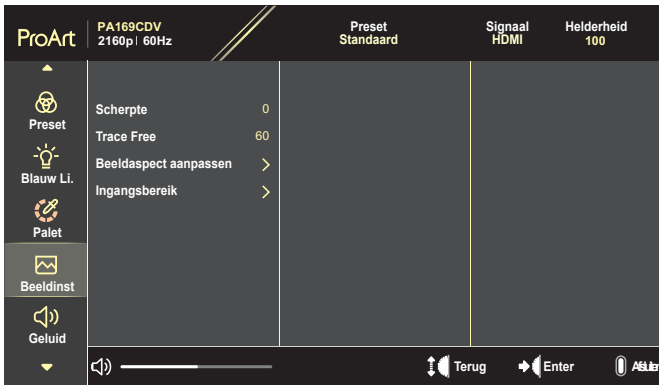 ProArt
PA169CDV
2160p 60Hz
Preset
Standaard
Signaal
HDMI
Helderheid
100
Preset
Blauw Li.
Palet
Beeldinst
Geluid
Scherpte 0
Trace Free 60
Beeldaspect aanpassen >
Ingangsbereik >
Terug
Enter